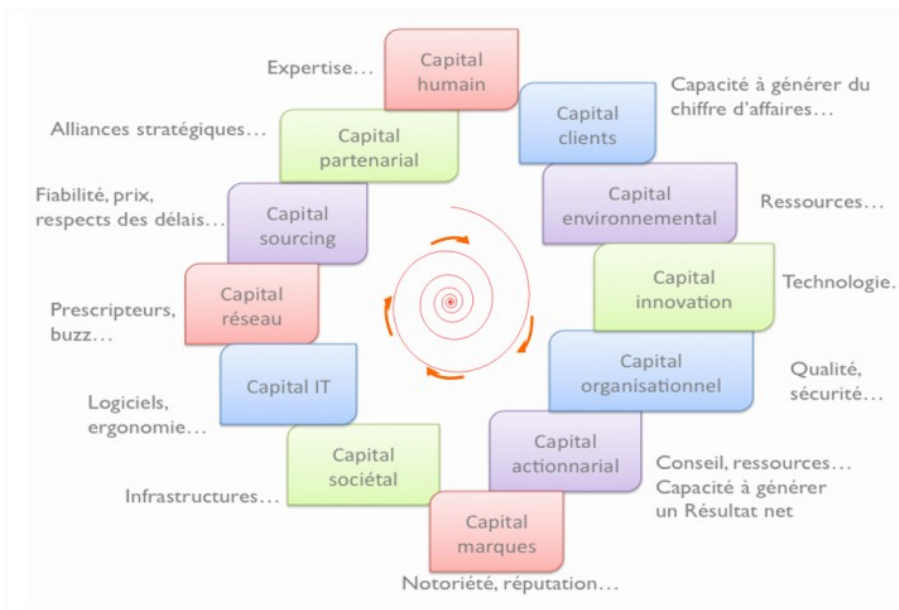 Capital
humain
Expertise…
Capital
clients
Capacité à générer du
chiffre d’affaires…
Capital
environnemental
Ressources…
Capital
innovation
Technologie.
Capital
organisationnel
Qualité,
sécurité…
Capital
actionnarial
Conseil, ressources…
Capacité à générer
un Résultat net
Capital
marques
Notoriété, réputation…
Capital
sociétal
Infrastructures…
Capital IT
Logiciels,
ergonomie…
Capital
réseau
Prescripteurs,
buzz…
Capital
sourcing
Fiabilité, prix,
respects des délais…
Capital
partenarial
Alliances stratégiques…